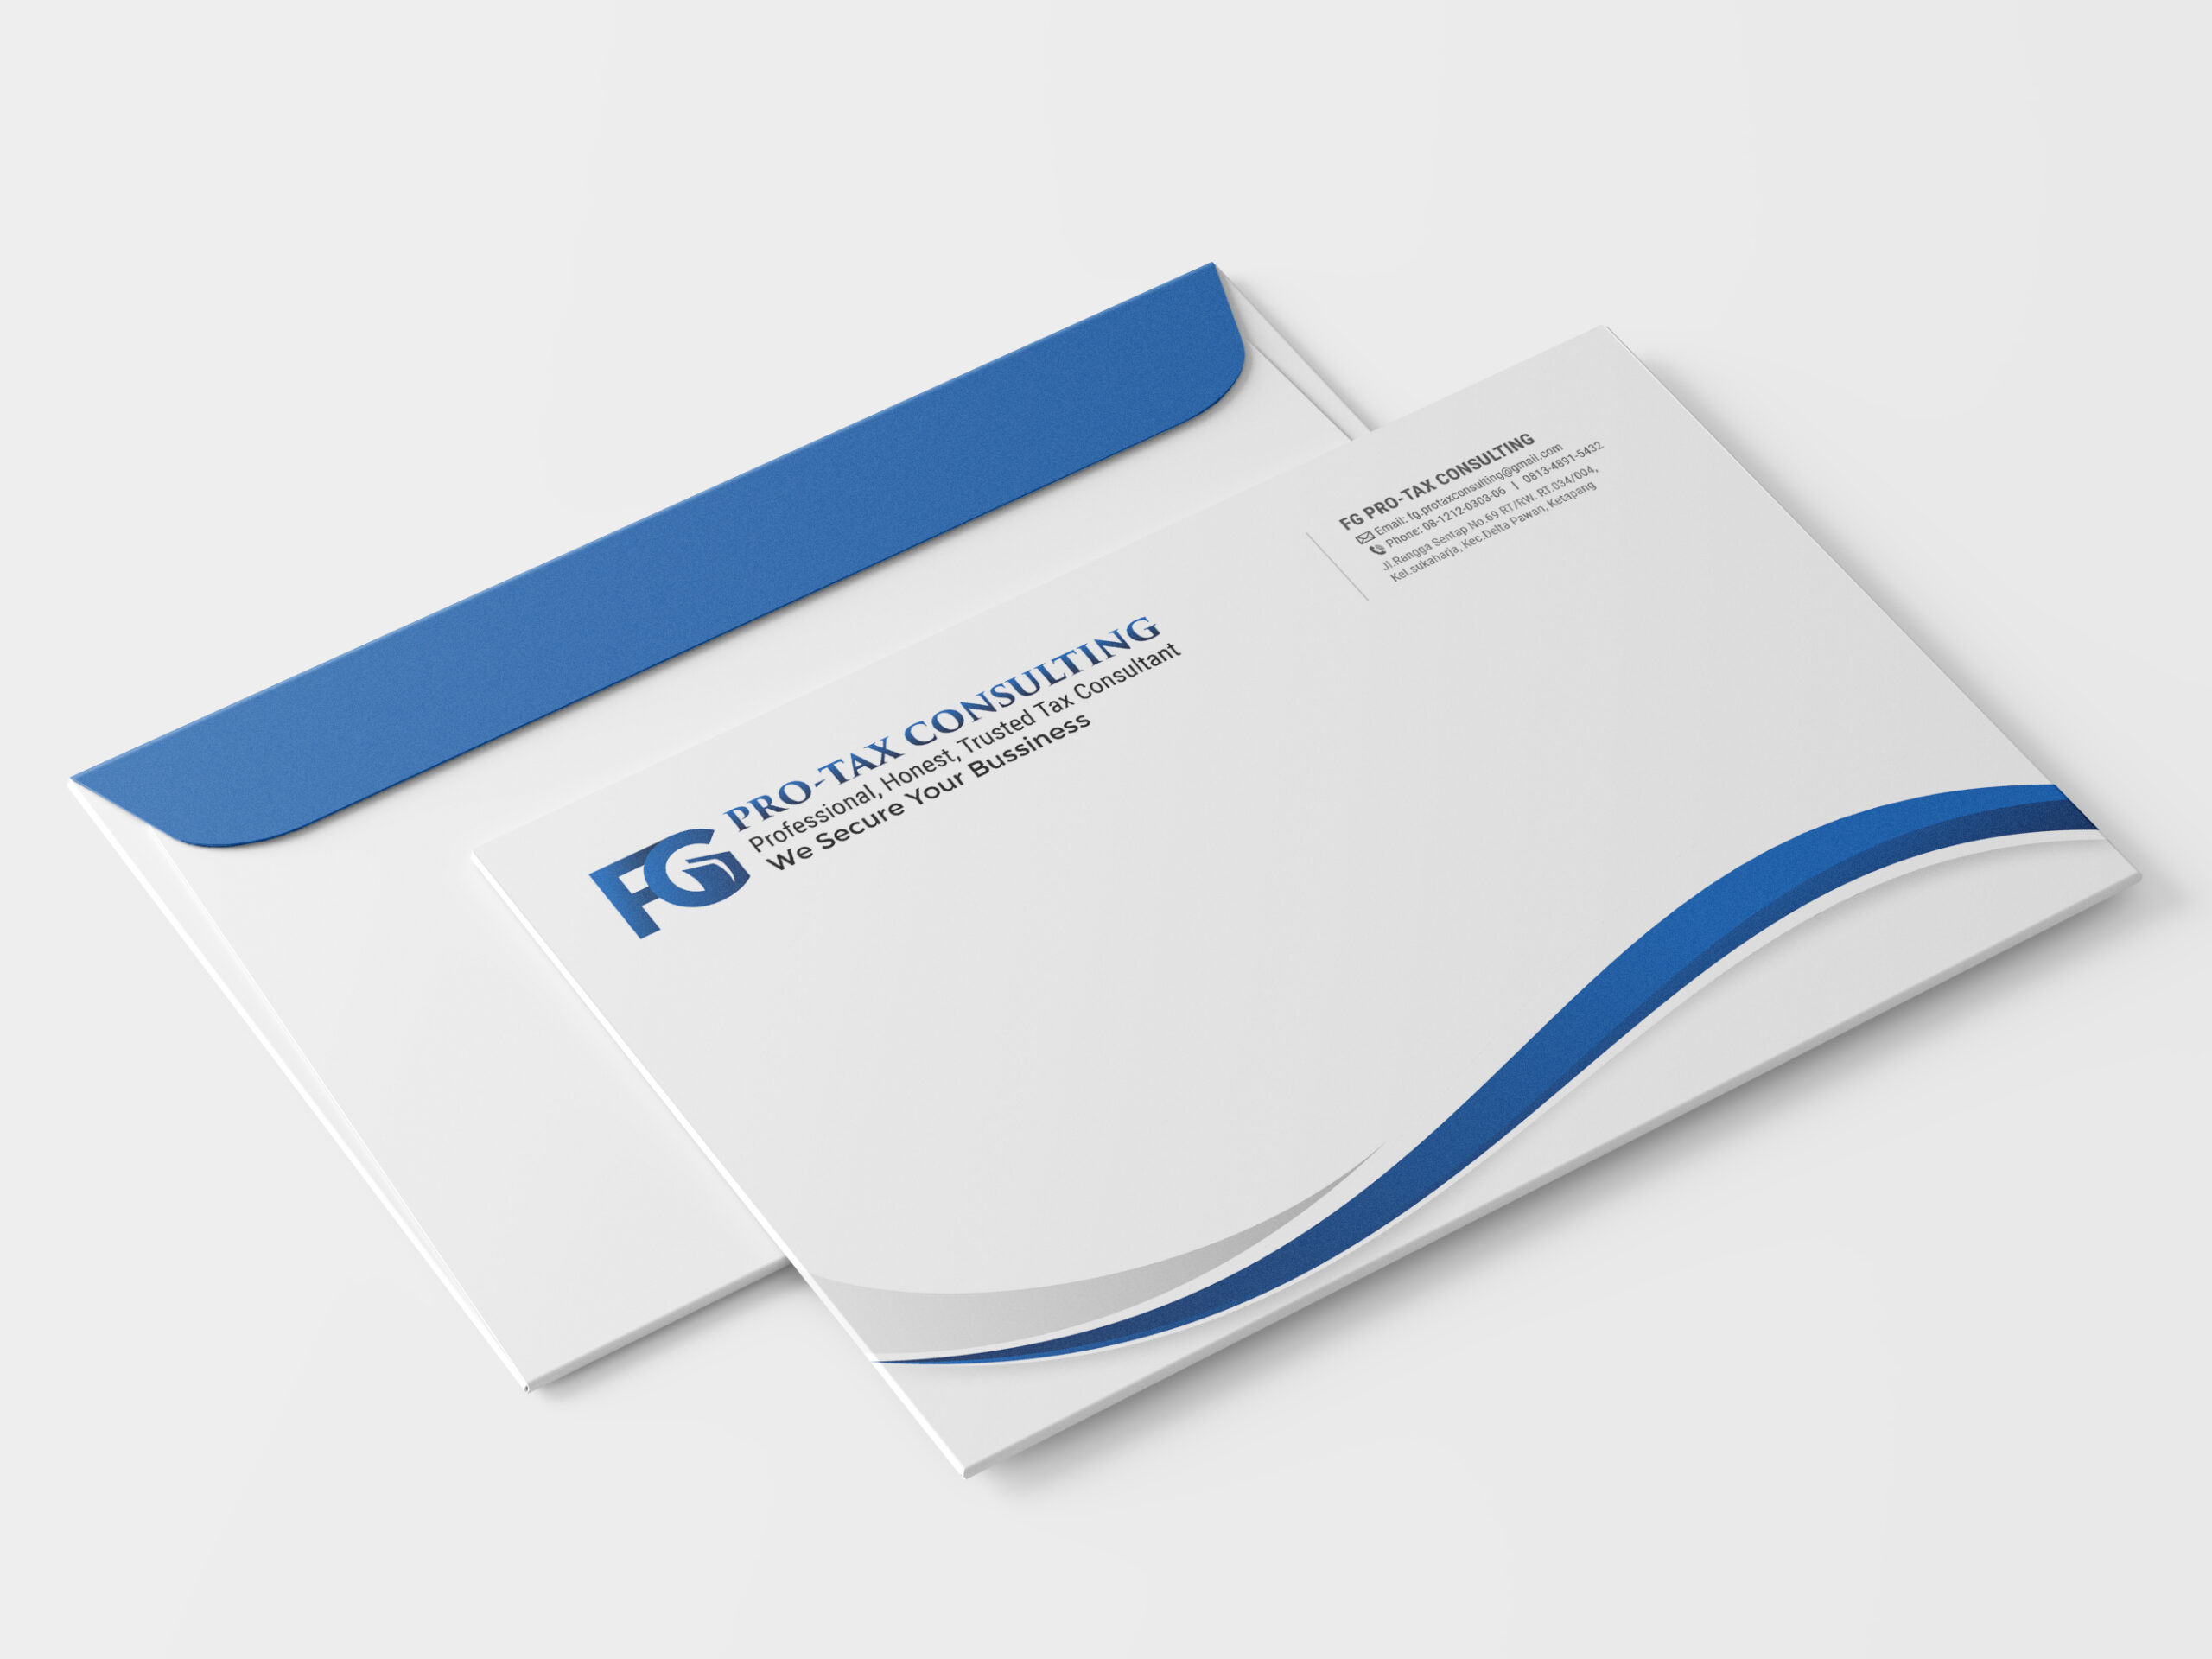 FG
PRO-TAX CONSULTING
Professional, Honest, Trusted Tax Consultant
We Secure Your Bussiness
FG PRO-TAX CONSULTING
Email: fg.protaxconsulting@gmail.com
Phone: 08-1212-0303-06 | 0813-4891-5432
Jl.Rangga Sentap No.69 RT/RW. RT.034/004,
Kel.sukaharja, Kec.Delta Pawan, Ketapang